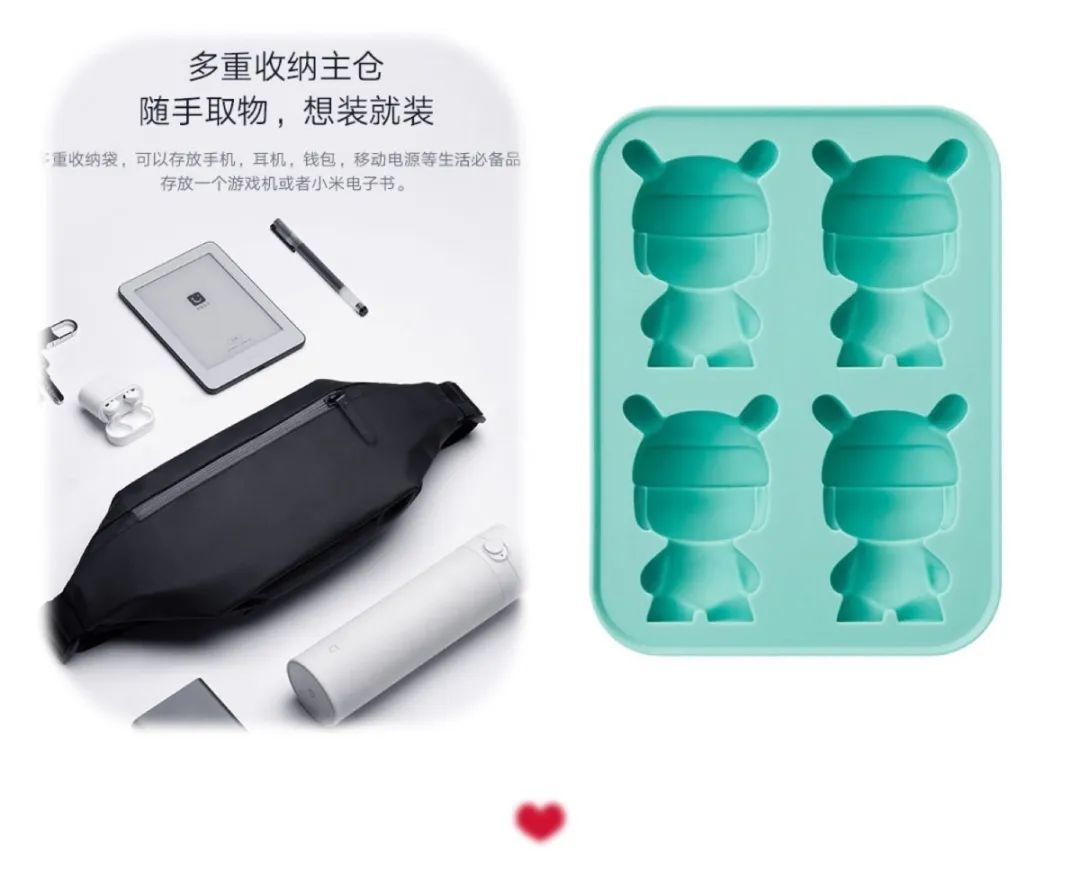 多重收纳主仓
随手取物，想装就装
重收纳袋，可以存放手机，耳机，钱包，移动电源等生活必备品
存放一个游戏机或者小米电子书。